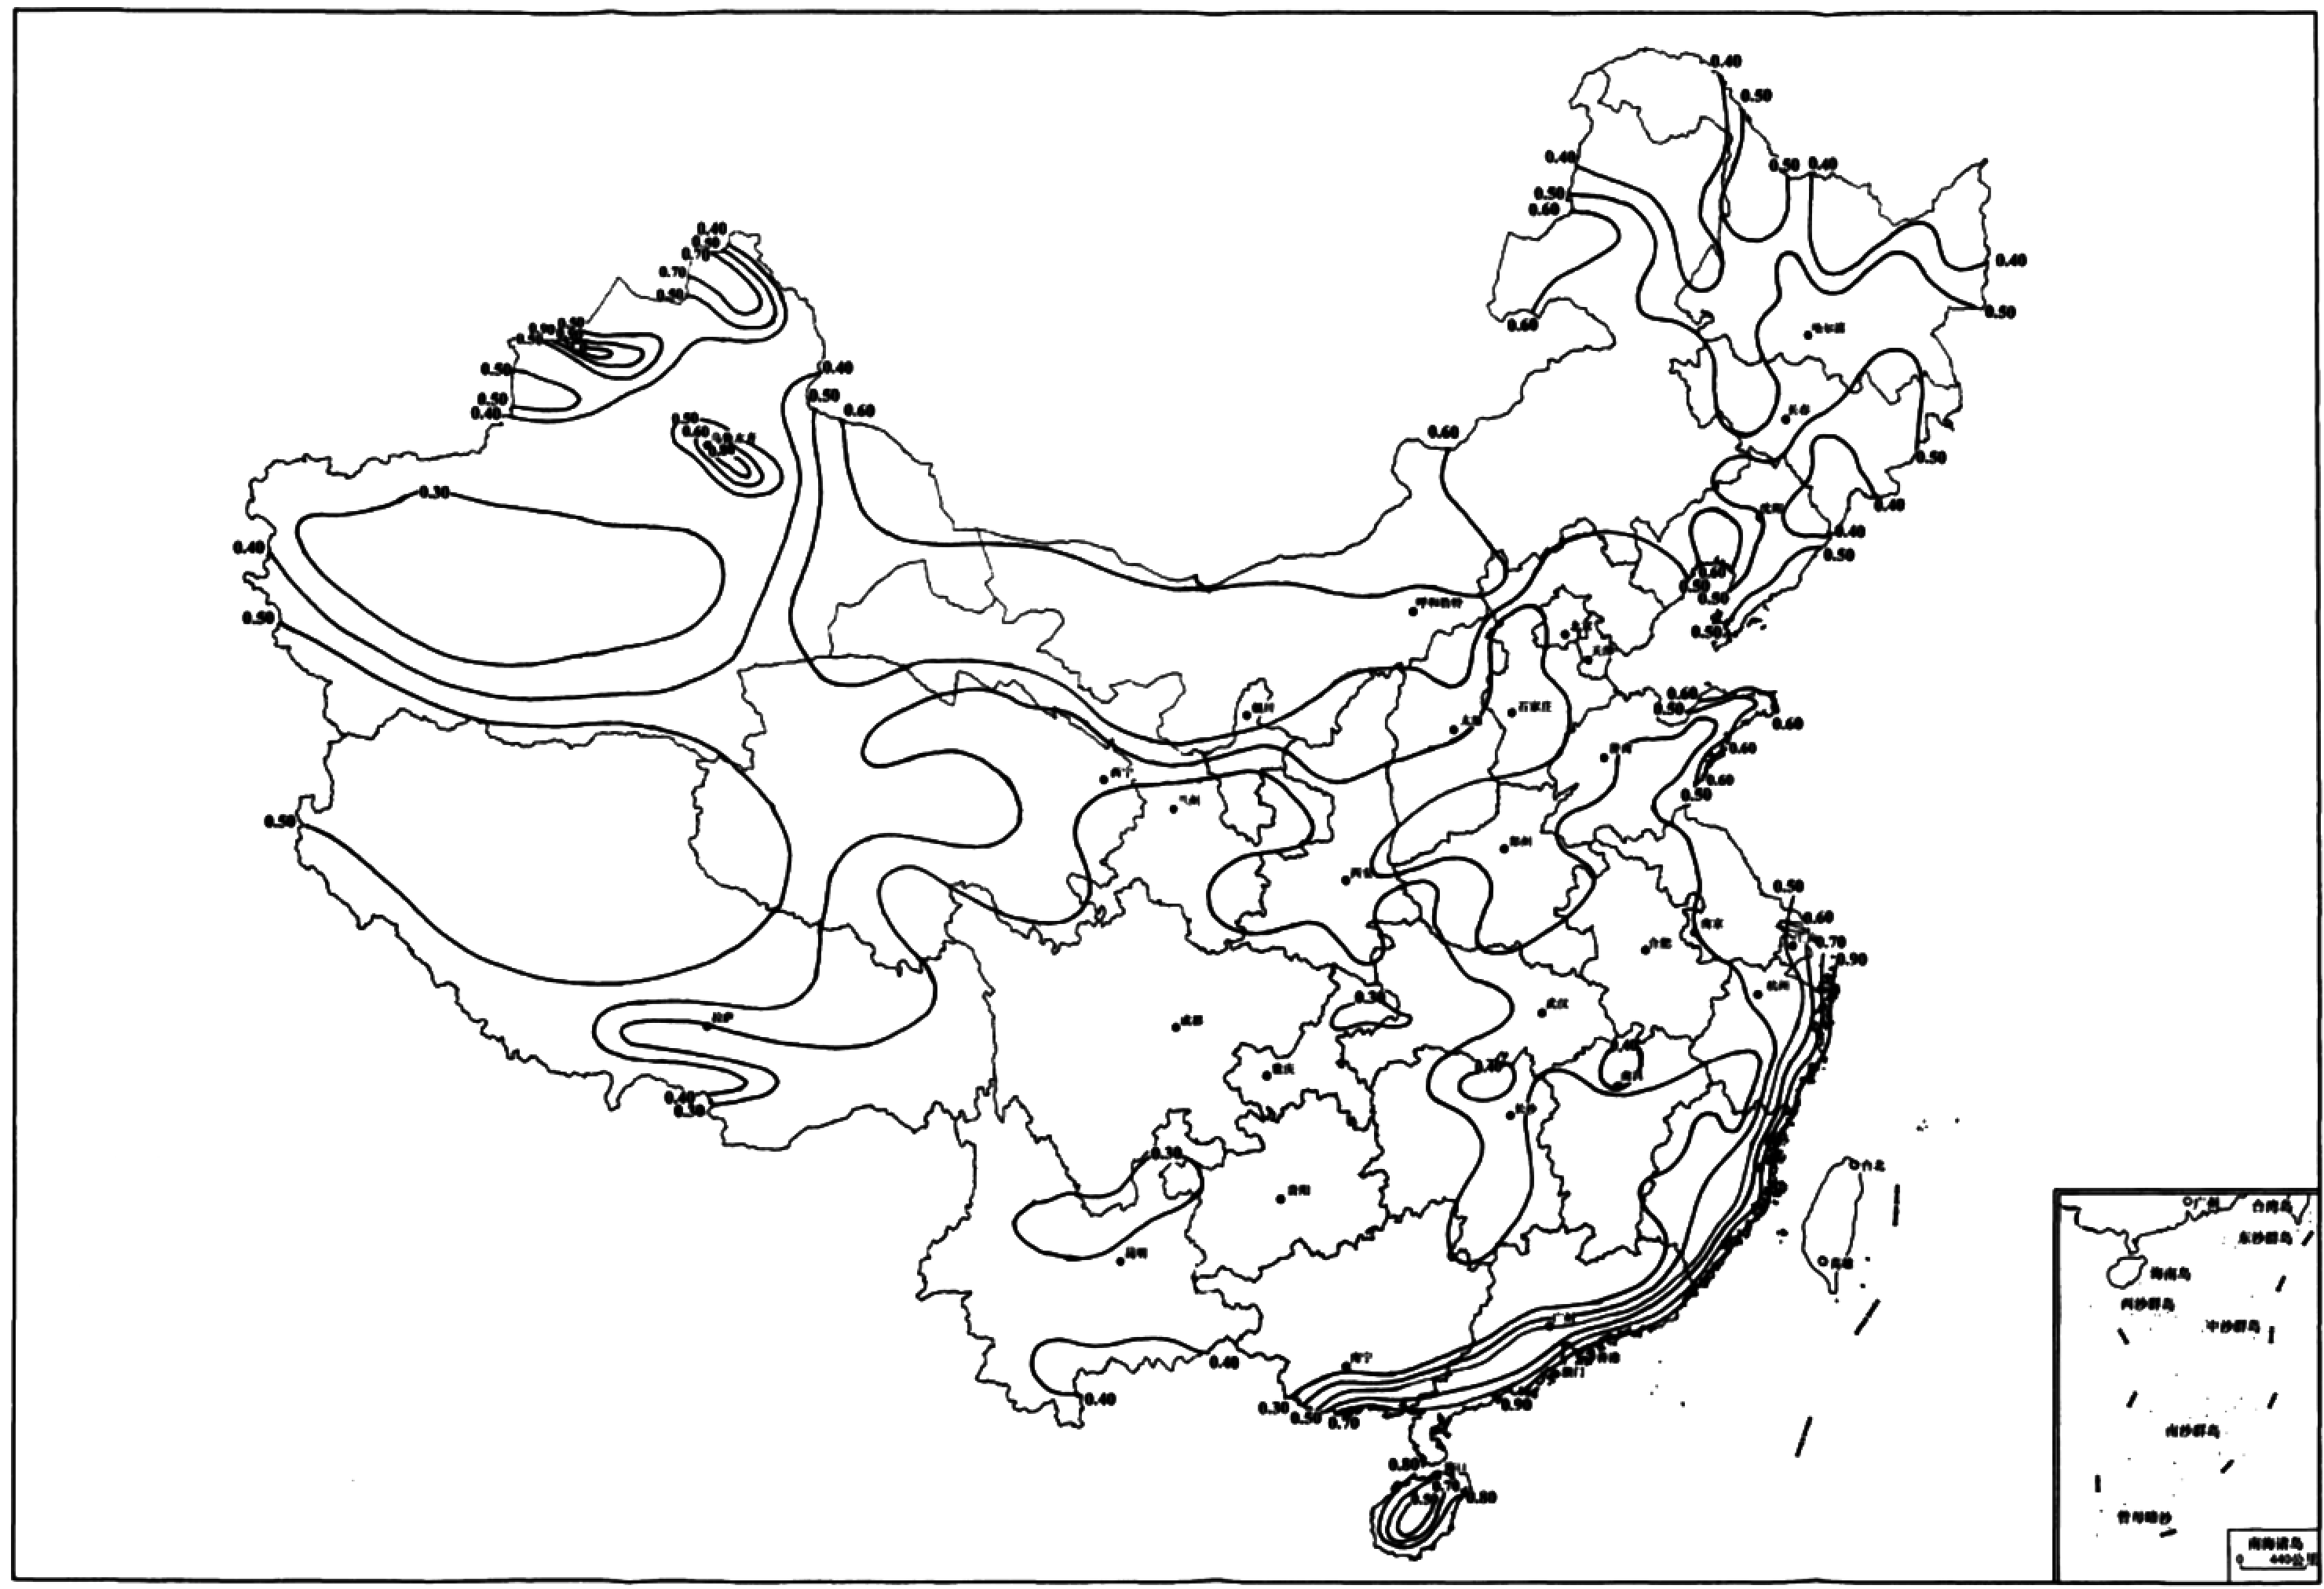 0.40
0.50
0.40
0.50
0.60
0.50
0.40
0.40
0.50
0.60
0.40
0.50
0.70
0.70
0.50
0.90
0.50
0.50
0.50
0.40
0.40
0.50
0.60
0.50
0.60
哈尔滨
长春
0.60
0.30
0.40
0.50
0.50
0.40
0.40
0.50
沈阳
0.60
0.50
0.50
0.50
呼和浩特
北京
天津
0.60
0.50
0.60
0.60
0.60
0.50
银川
太原
石家庄
济南
西宁
兰州
0.50
郑州
西安
0.50
0.60
0.70
0.90
南京
合肥
杭州
武汉
0.30
拉萨
成都
重庆
0.40
0.30
0.40
南昌
长沙
0.30
贵阳
昆明
台北
高雄
广州
南宁
香港
澳门
0.40
0.40
0.30
0.50
0.70
0.90
0.80
海口
0.70
0.80
广州
台湾岛
东沙群岛
海南岛
西沙群岛
中沙群岛
南沙群岛
曾母暗沙
南海诸岛
0 440公里